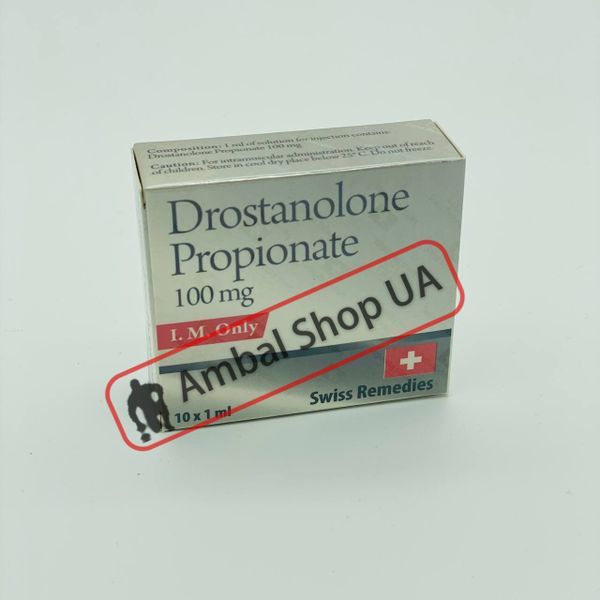 Composition: 1 ml of solution for injection contains:
Drostanolone Propionate 100 mg
Caution: For intramuscular administration. Keep out of reach
of children. Store in cool dry place below 25° C. Do not freeze.
Drostanolone
Propionate
100 mg
I. M. Only
Ambal Shop UA
Swiss Remedies
10 x 1 ml